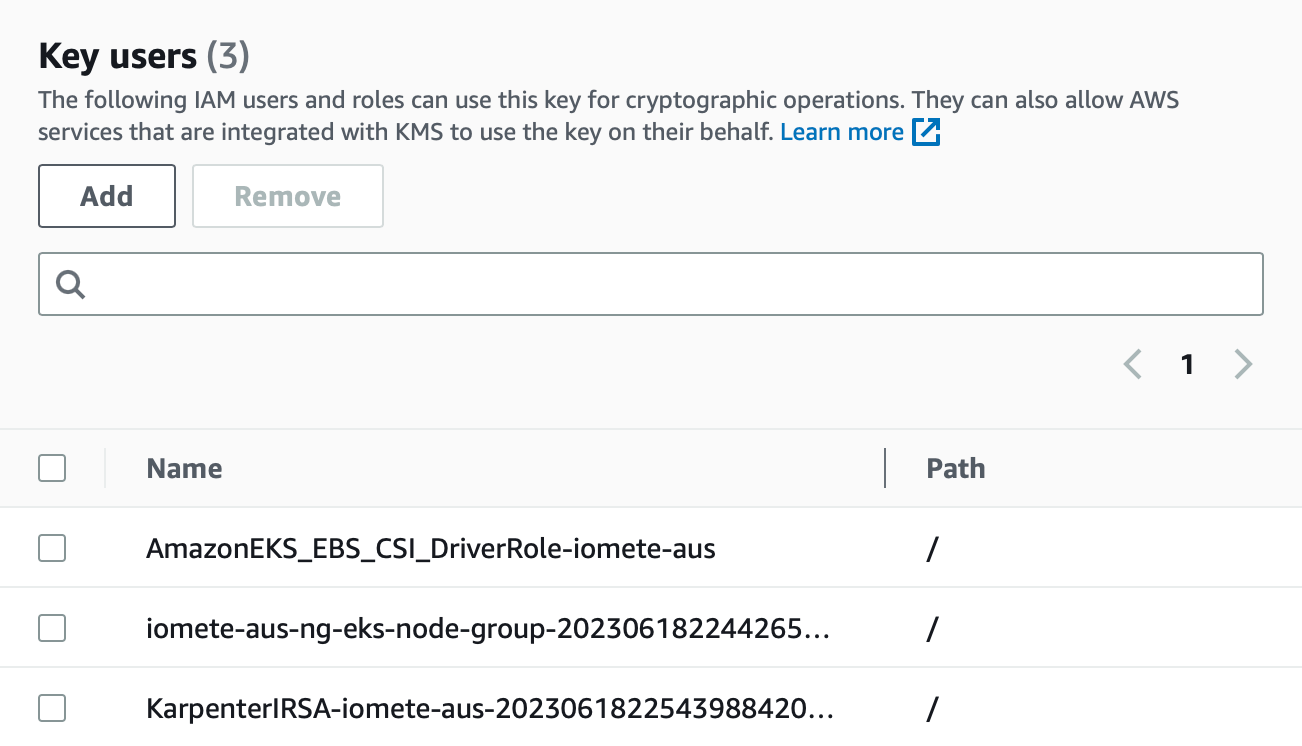 Key users (3)
The following IAM users and roles can use this key for cryptographic operations. They can also allow AWS
services that are integrated with KMS to use the key on their behalf. Learn more
Add Remove
1
Name Path
AmazonEKS_EBS_CSI_DriverRole-iomete-aus /
iomete-aus-ng-eks-node-group-202306182244265... /
KarpenterIRSA-iomete-aus-2023061822543988420... /